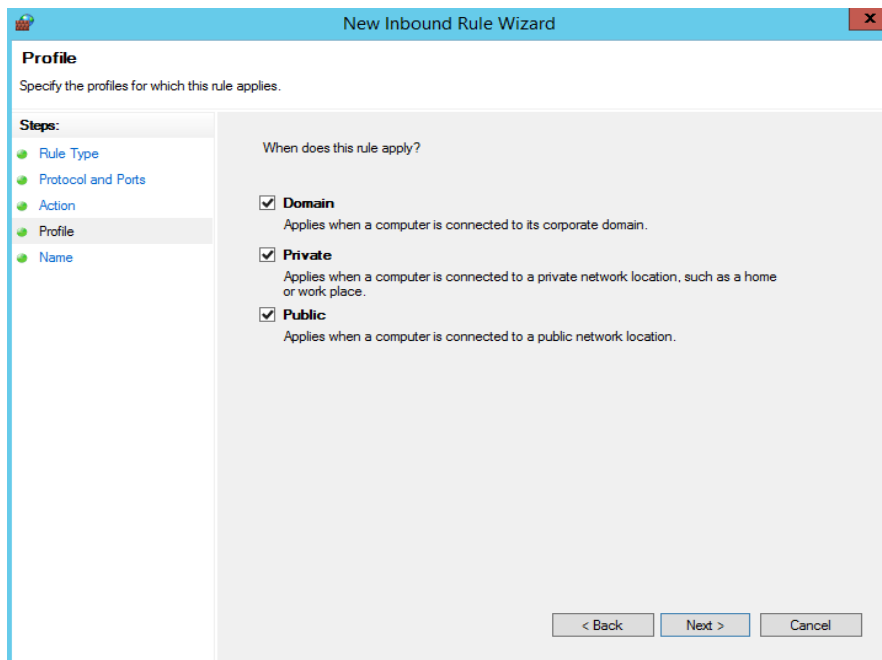 New Inbound Rule Wizard
x
Profile
Specify the profiles for which this rule applies.
Steps:
Rule Type
Protocol and Ports
Action
Profile
Name
When does this rule apply?
Domain
Applies when a computer is connected to its corporate domain.
Private
Applies when a computer is connected to a private network location, such as a home
or work place.
Public
Applies when a computer is connected to a public network location.
< Back
Next >
Cancel